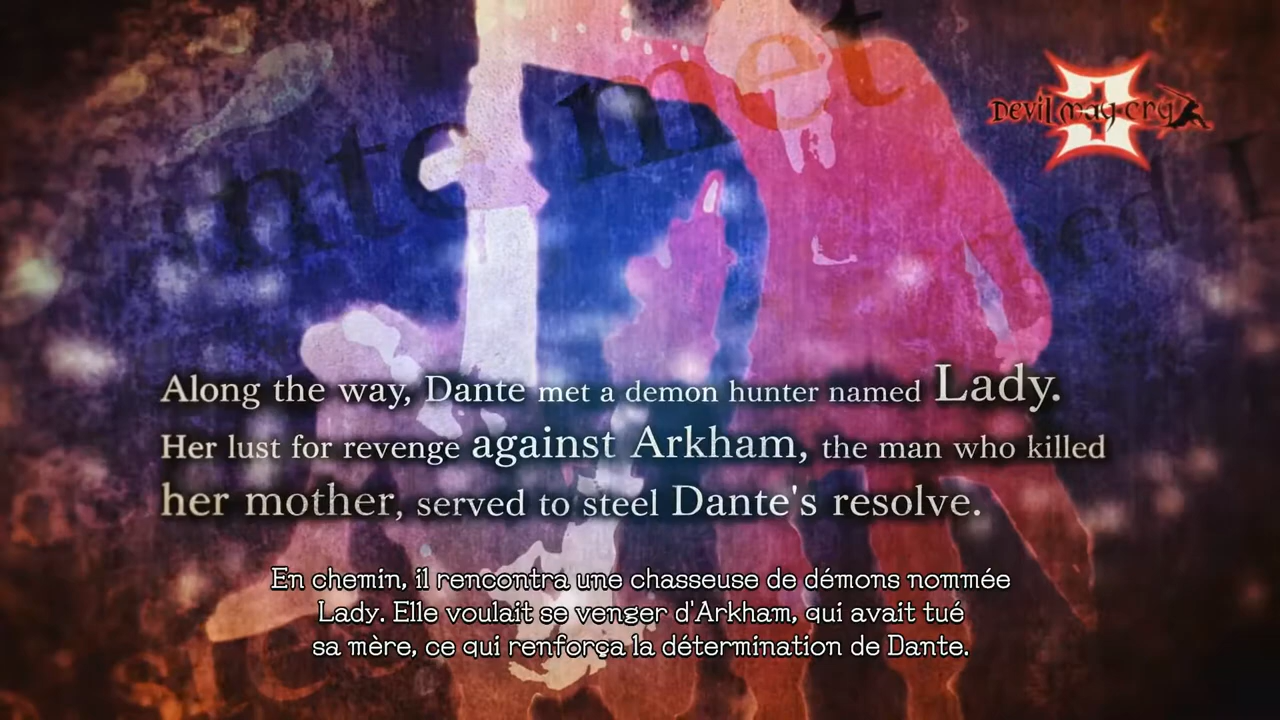 met
Devil may cry
3
Along the way, Dante met a demon hunter named Lady.
Her lust for revenge against Arkham, the man who killed
her mother, served to steel Dante's resolve.
En chemin, il rencontra une chasseuse de démons nommée
Lady. Elle voulait se venger d'Arkham, qui avait tué
sa mère, ce qui renforça la détermination de Dante.